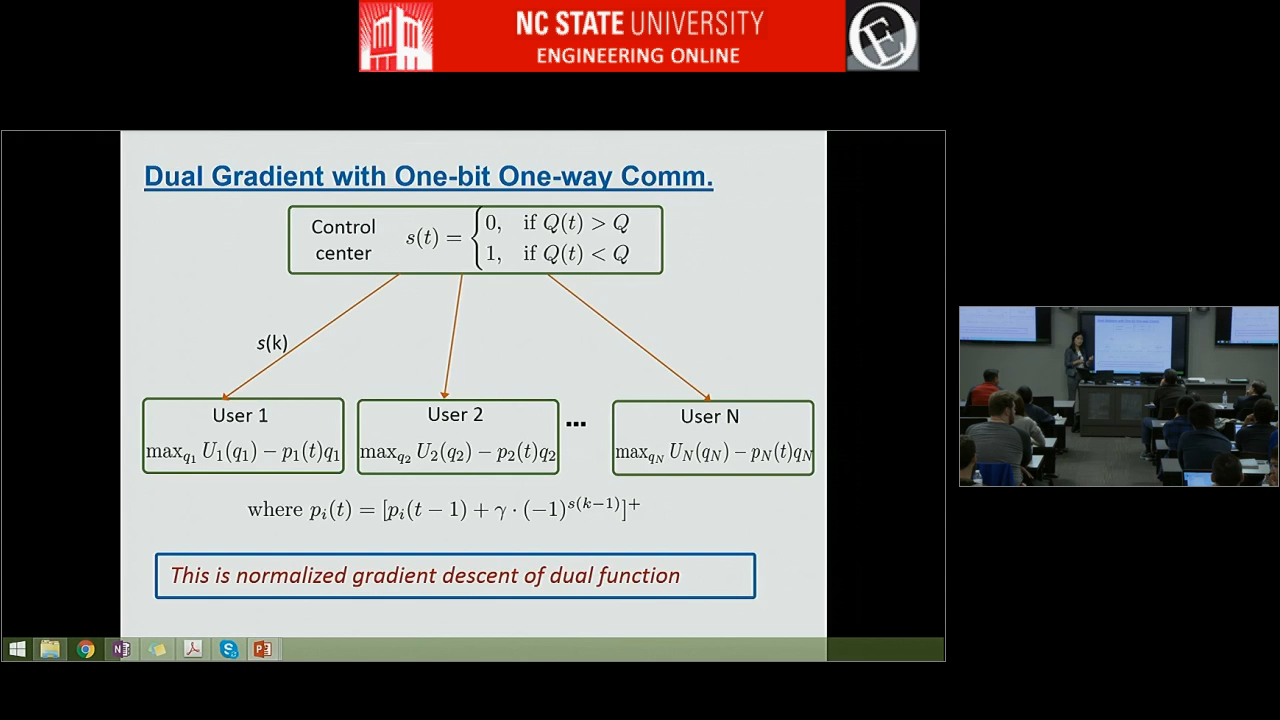 NC STATE UNIVERSITY
ENGINEERING ONLINE
Dual Gradient with One-bit One-way Comm.
Control center s(t) = { 0, if Q(t) > Q
1, if Q(t) < Q
s(k)
User 1 User 2 ... User N
max_{q_1} U_1(q_1) − p_1(t)q_1 max_{q_2} U_2(q_2) − p_2(t)q_2 max_{q_N} U_N(q_N) − p_N(t)q_N
where p_i(t) = [p_i(t − 1) + γ · (−1)^{s(k−1)}]^+
This is normalized gradient descent of dual function